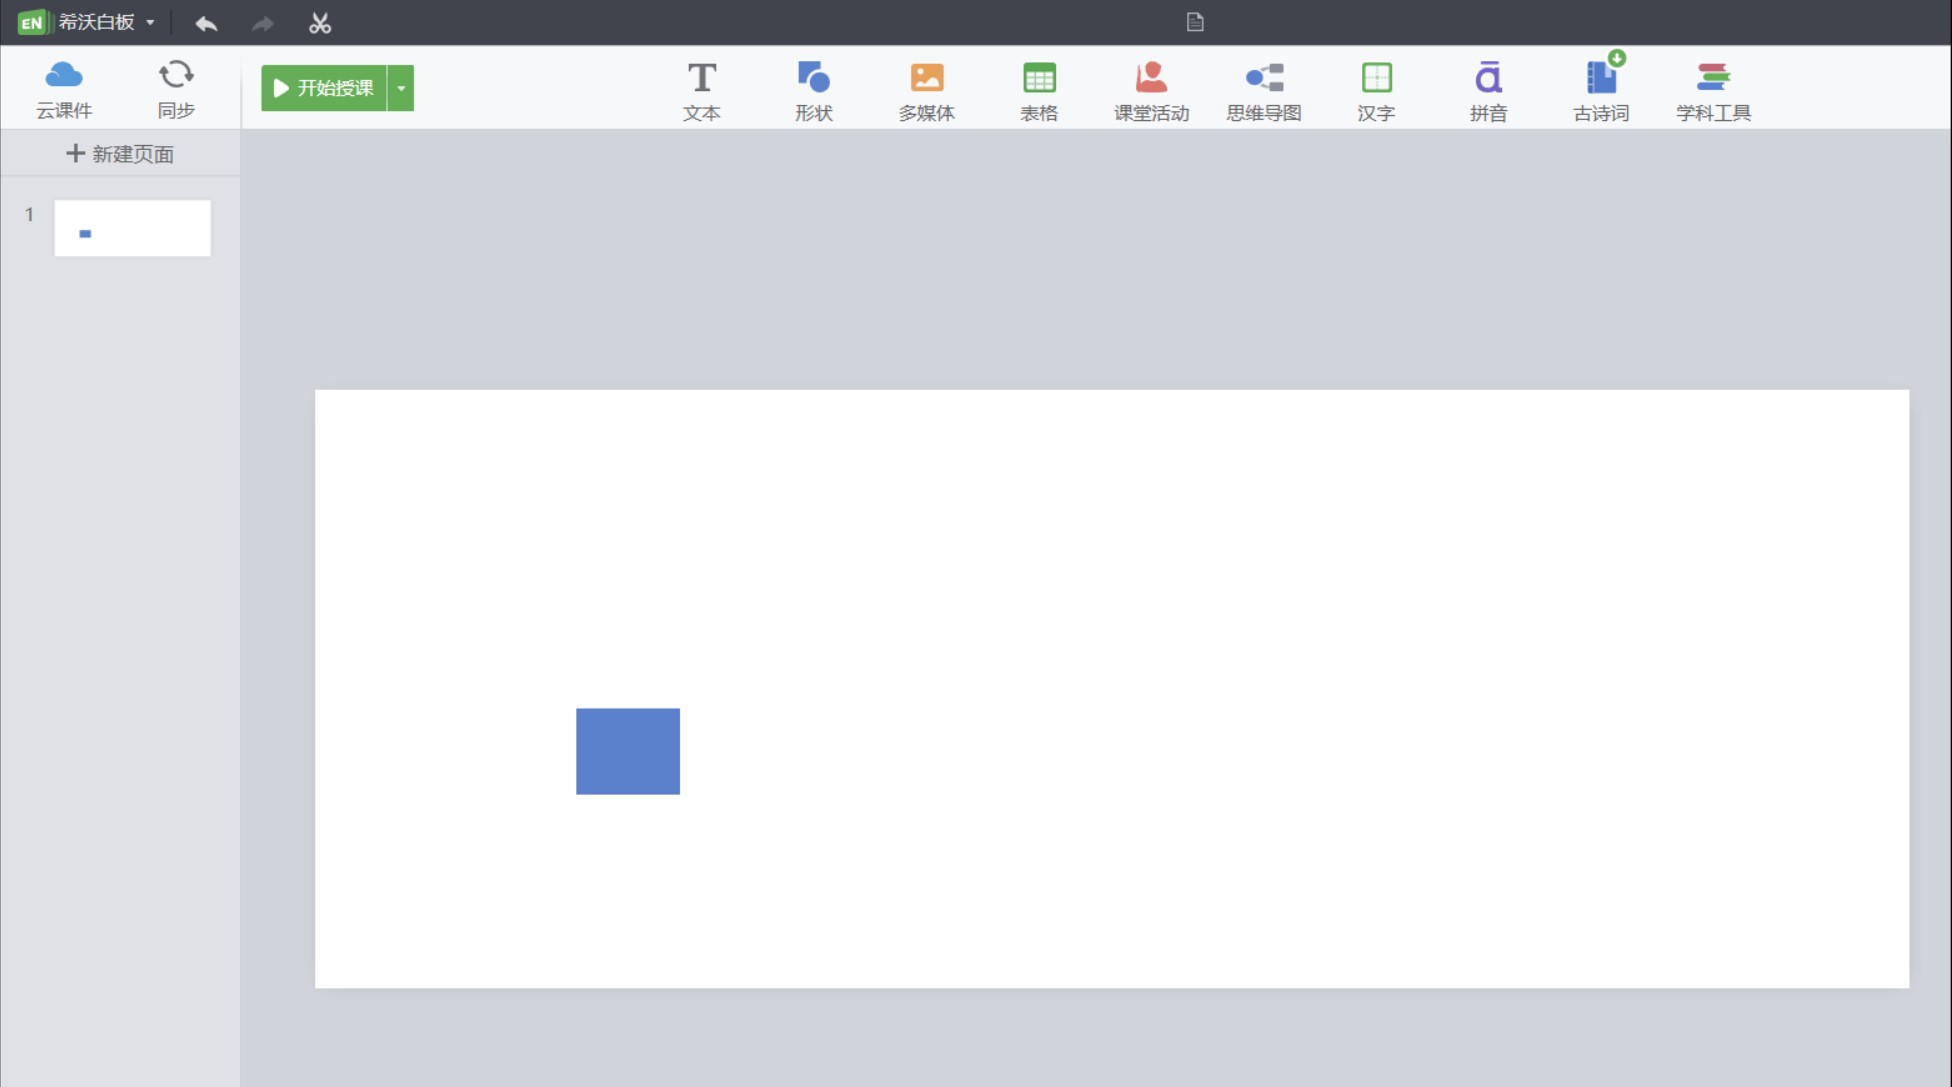 EN 希沃白板
云课件 同步 开始授课 文本 形状 多媒体 表格 课堂活动 思维导图 汉字 ā 拼音 古诗词 学科工具
新建页面
1